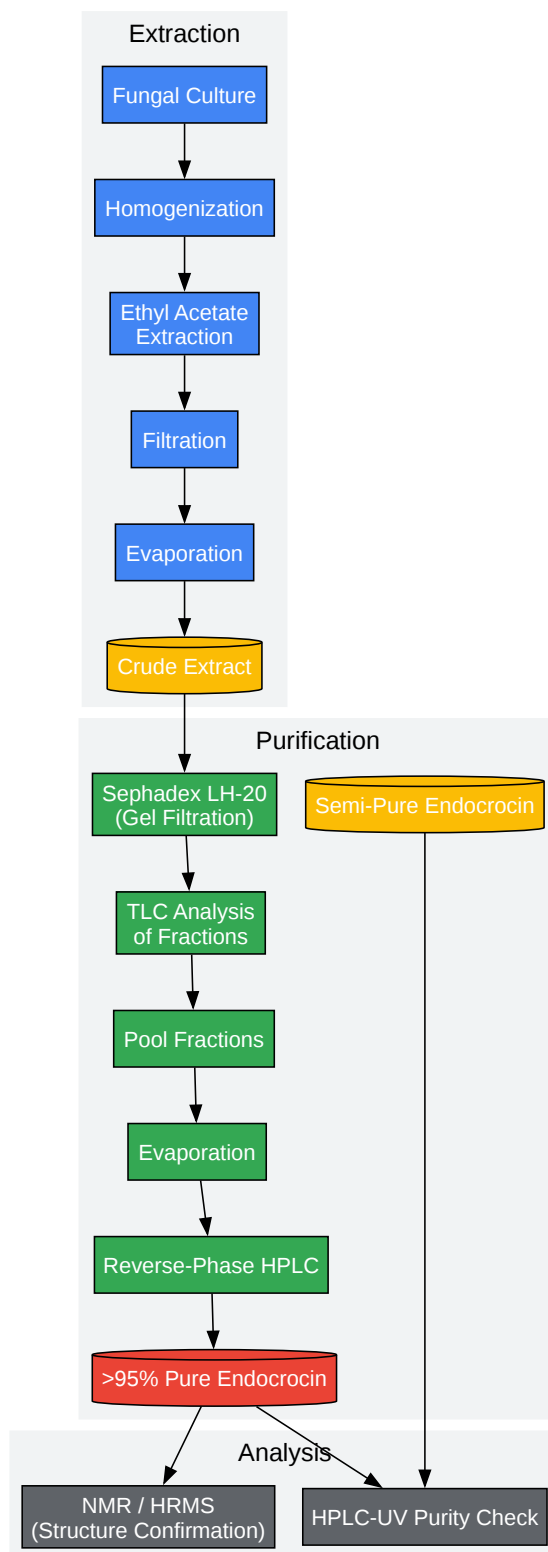 Extraction
Fungal Culture
Homogenization
Ethyl Acetate
Extraction
Filtration
Evaporation
Crude Extract
Purification
Sephadex LH-20
(Gel Filtration)
Semi-Pure Endocrocin
TLC Analysis
of Fractions
Pool Fractions
Evaporation
Reverse-Phase HPLC
>95% Pure Endocrocin
Analysis
NMR / HRMS
(Structure Confirmation)
HPLC-UV Purity Check